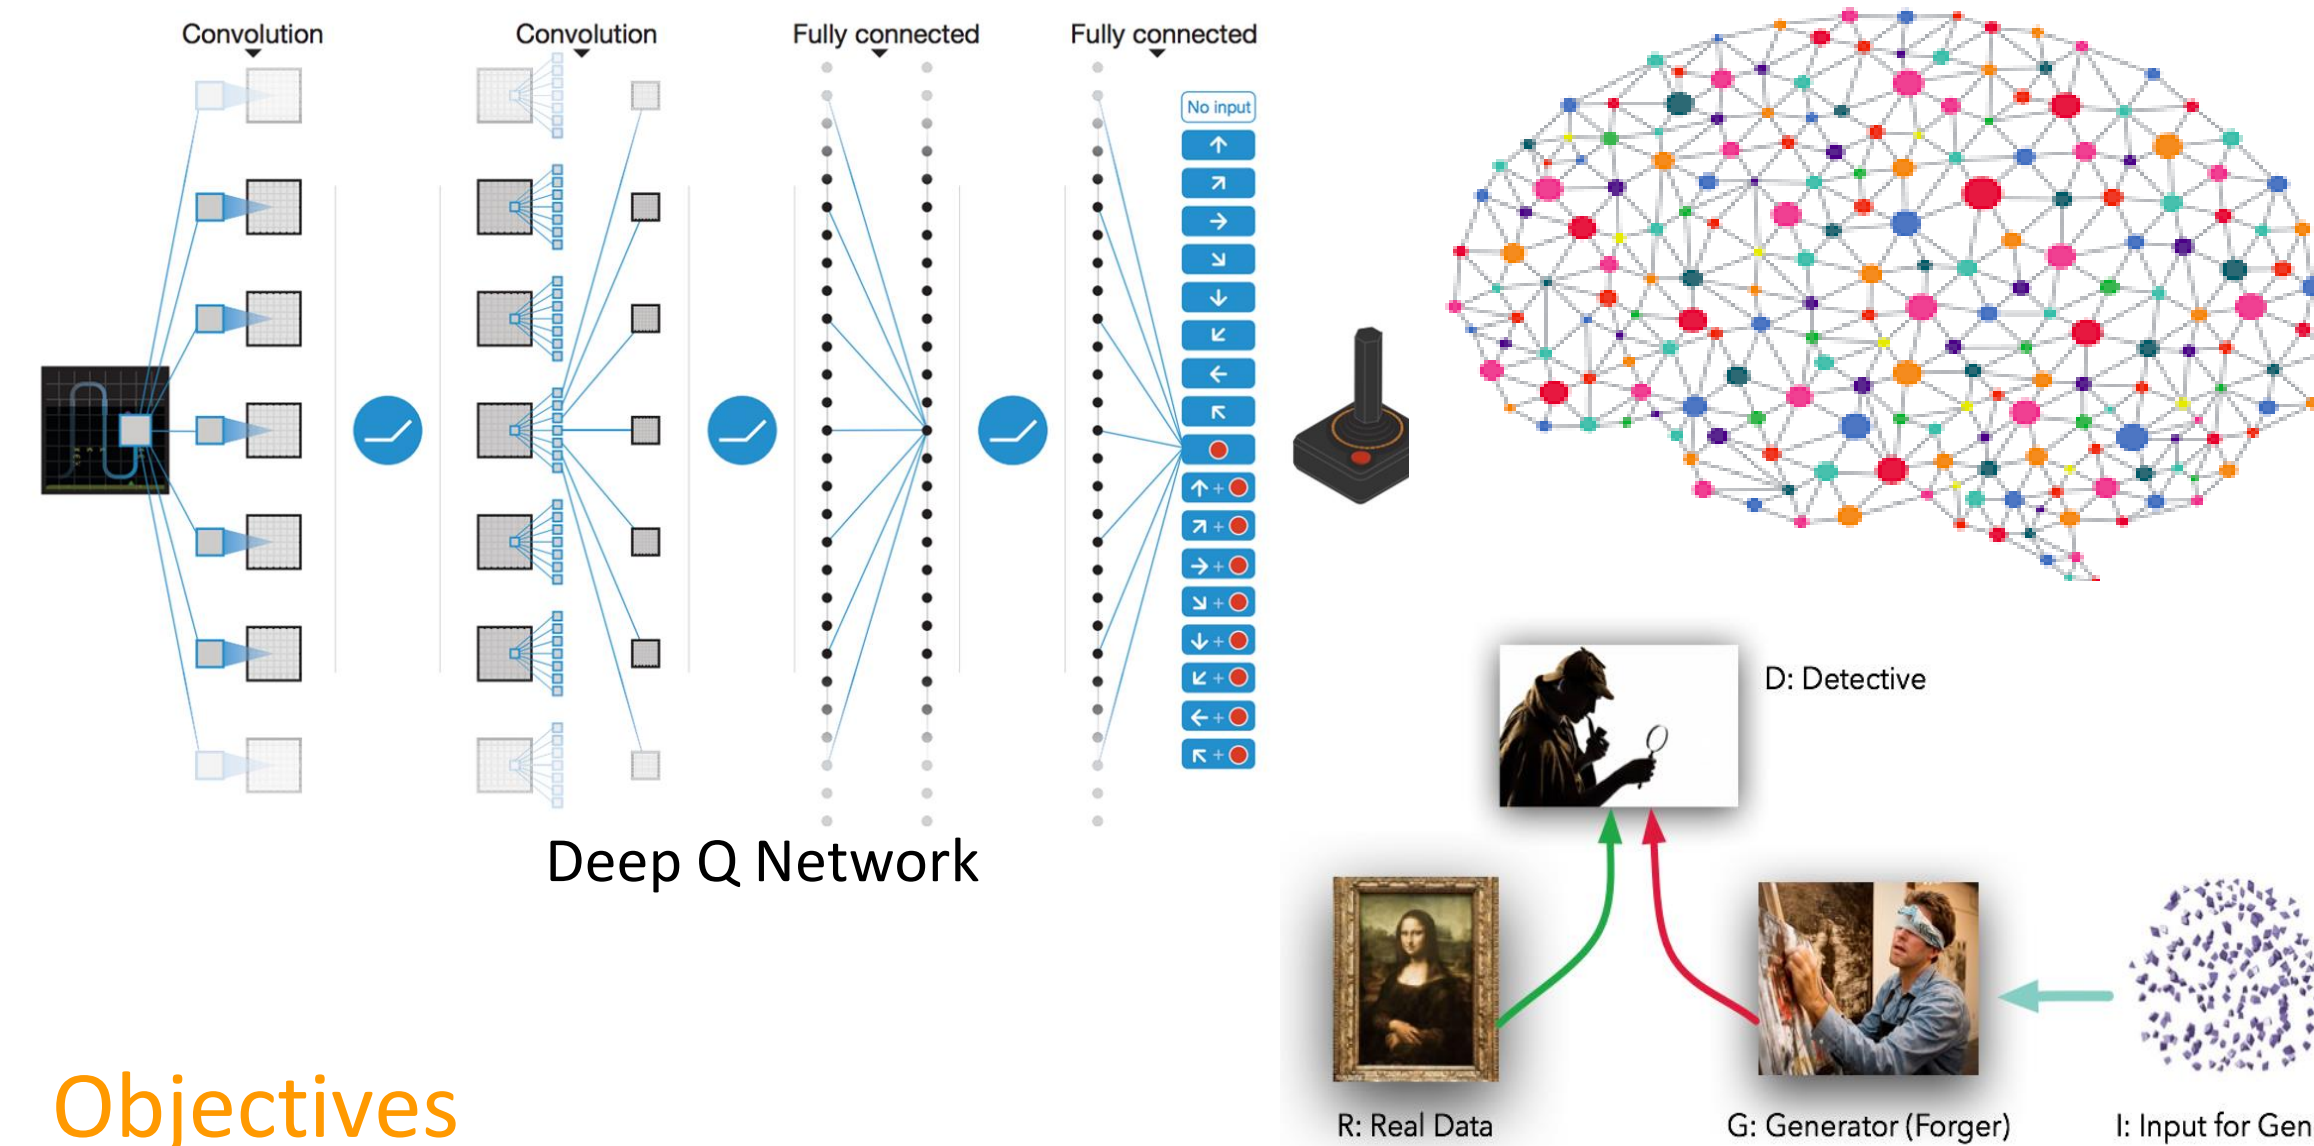 Convolution
Convolution
Fully connected
Fully connected
No input
↑
↗
→
↘
↓
↙
←
↖
↑ +
↗ +
→ +
↘ +
↓ +
↙ +
← +
↖ +
Deep Q Network
D: Detective
R: Real Data
G: Generator (Forger)
I: Input for Gen
Objectives